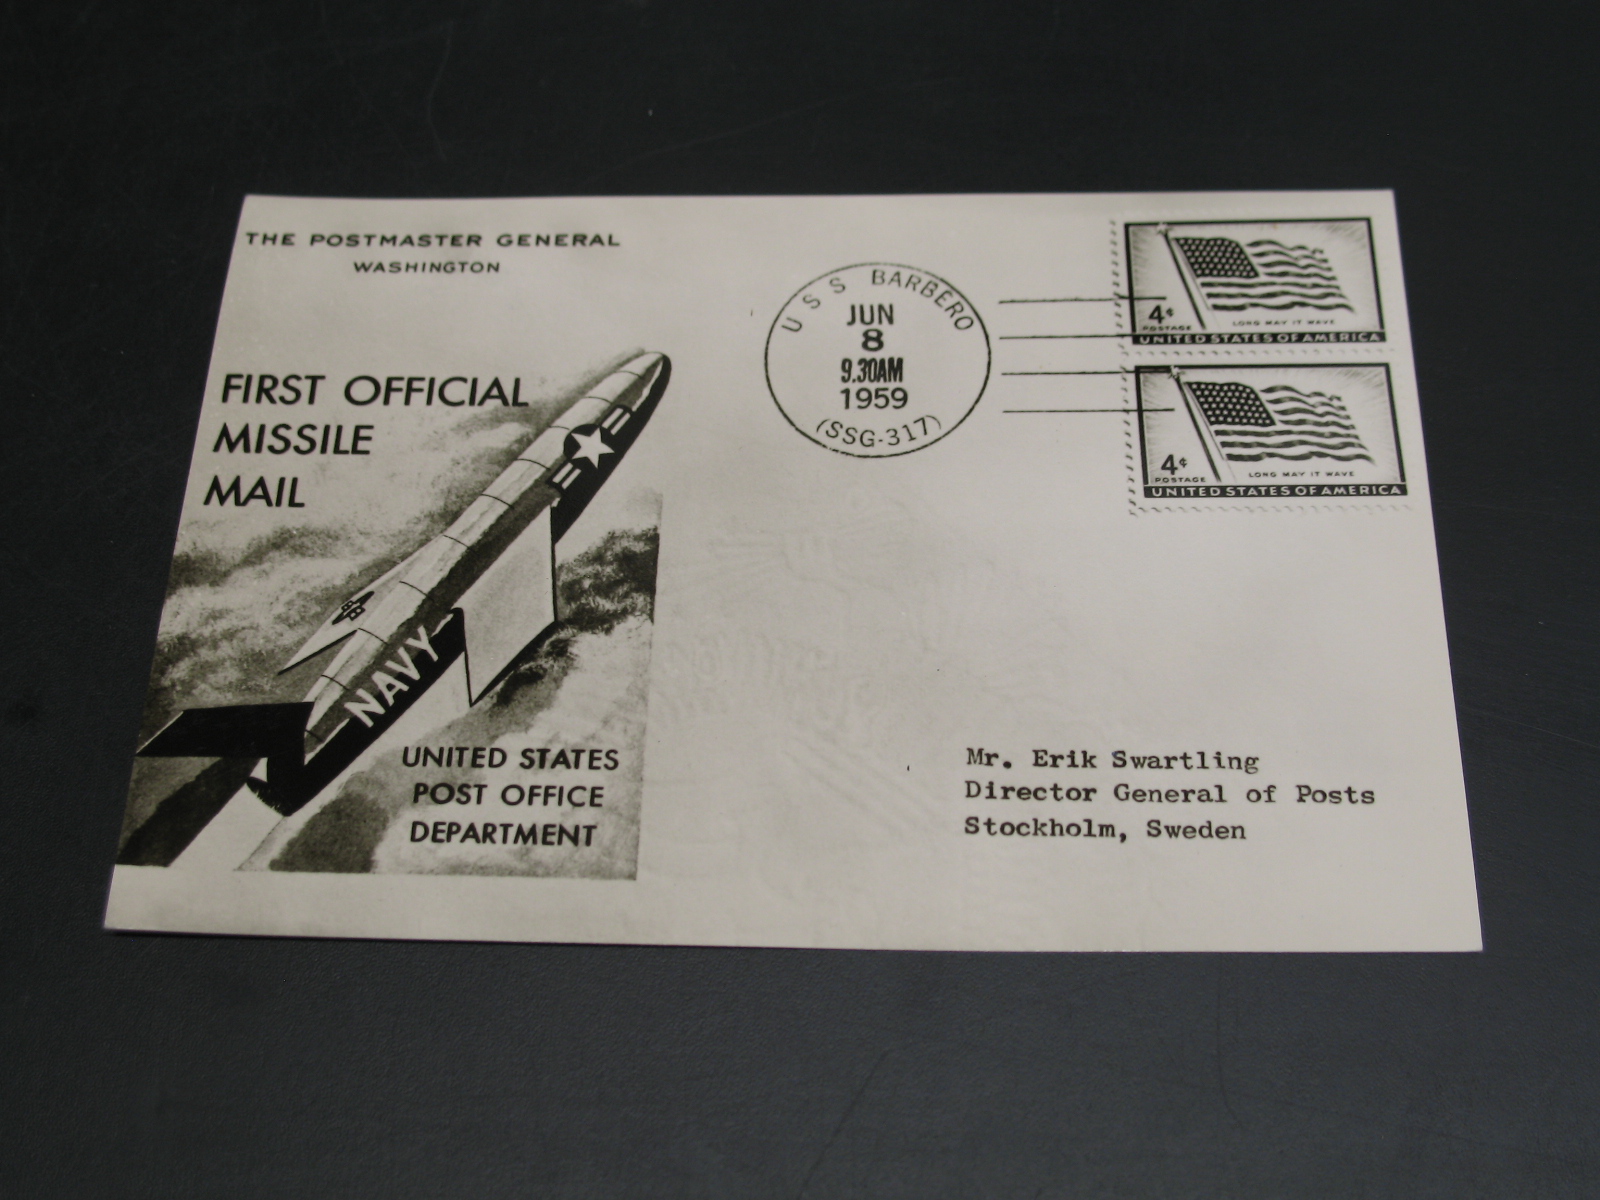 THE POSTMASTER GENERAL
WASHINGTON
FIRST OFFICIAL
MISSILE
MAIL
NAVY
UNITED STATES
POST OFFICE
DEPARTMENT
USS BARBERO
JUN
8
9.30AM
1959
(SSG-317)
4¢
POSTAGE
LONG MAY IT WAVE
UNITED STATES OF AMERICA
4¢
POSTAGE
LONG MAY IT WAVE
UNITED STATES OF AMERICA
Mr. Erik Swartling
Director General of Posts
Stockholm, Sweden